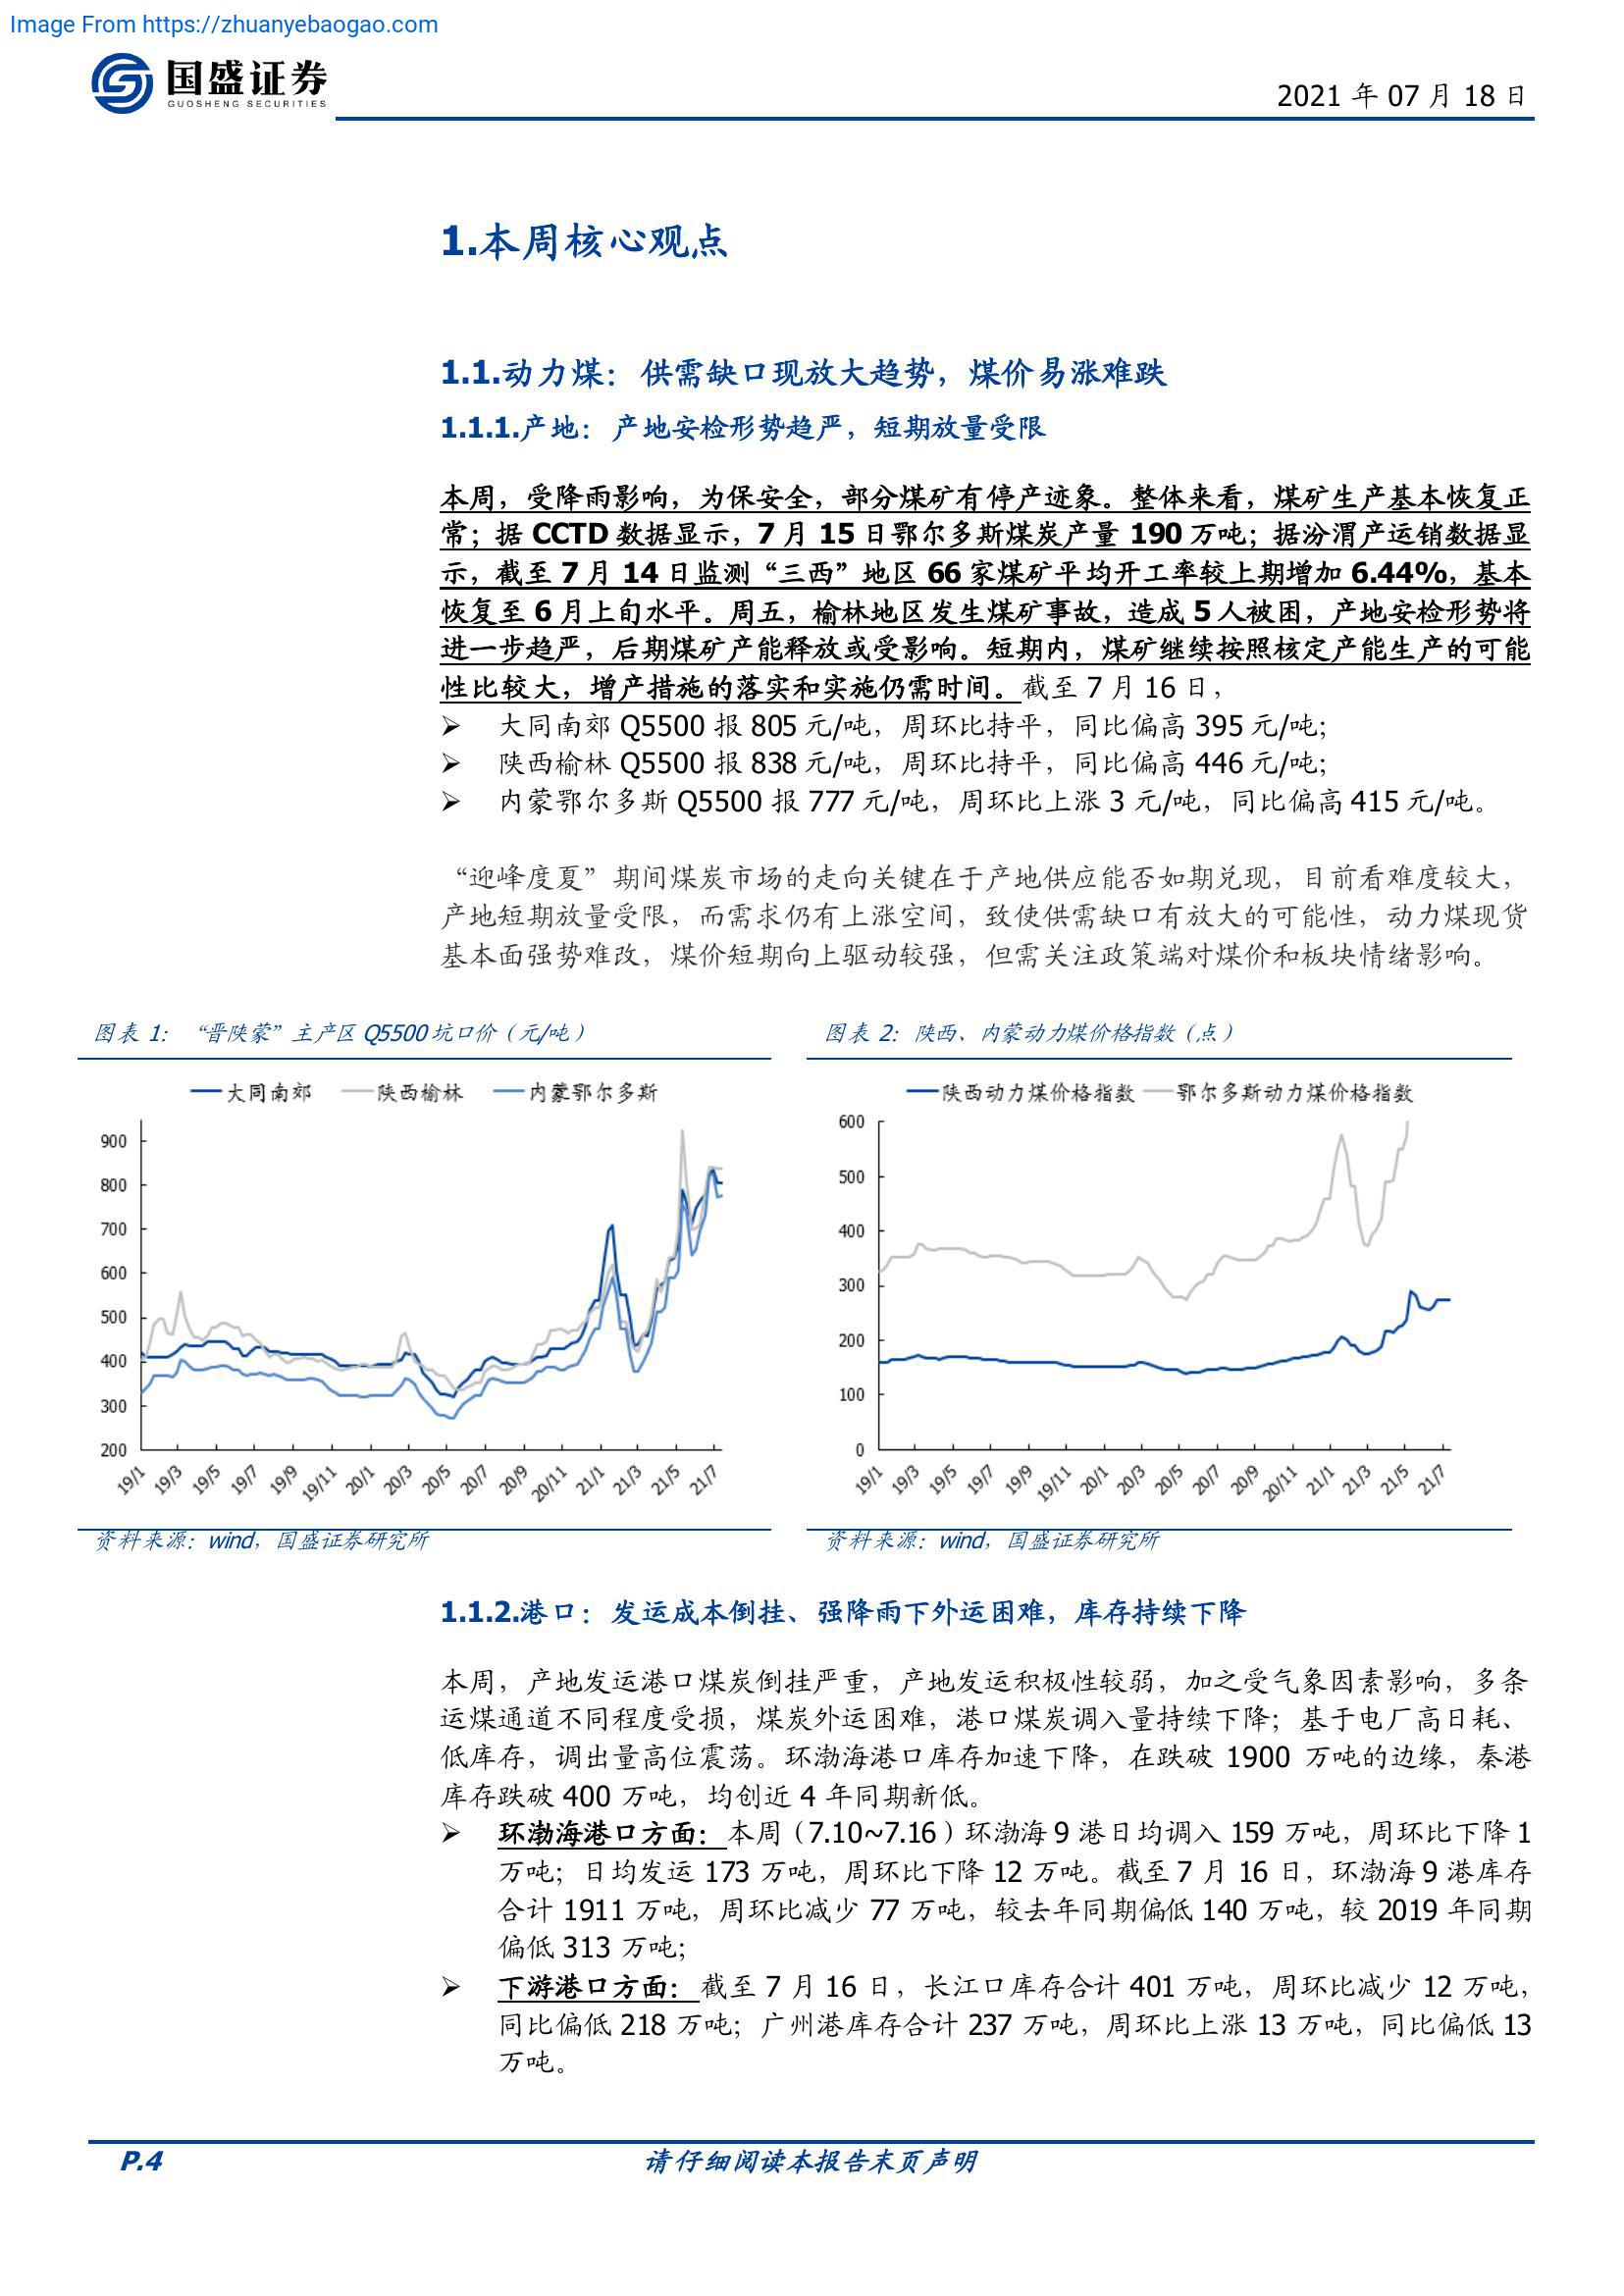 Image From https://zhuanyebaogao.com
国盛证券
GUOSHENG SECURITIES
2021 年 07 月 18 日
1.本周核心观点
1.1.动力煤：供需缺口现放大趋势，煤价易涨难跌
1.1.1.产地：产地安检形势趋严，短期放量受限
本周，受降雨影响，为保安全，部分煤矿有停产迹象。整体来看，煤矿生产基本恢复正
常；据 CCTD 数据显示，7 月 15 日鄂尔多斯煤炭产量 190 万吨；据汾渭产运销数据显
示，截至 7 月 14 日监测“三西”地区 66 家煤矿平均开工率较上期增加 6.44%，基本
恢复至 6 月上旬水平。周五，榆林地区发生煤矿事故，造成 5 人被困，产地安检形势将
进一步趋严，后期煤矿产能释放或受影响。短期内，煤矿继续按照核定产能生产的可能
性比较大，增产措施的落实和实施仍需时间。截至 7 月 16 日，
➢ 大同南郊 Q5500 报 805 元/吨，周环比持平，同比偏高 395 元/吨；
➢ 陕西榆林 Q5500 报 838 元/吨，周环比持平，同比偏高 446 元/吨；
➢ 内蒙鄂尔多斯 Q5500 报 777 元/吨，周环比上涨 3 元/吨，同比偏高 415 元/吨。
“迎峰度夏”期间煤炭市场的走向关键在于产地供应能否如期兑现，目前看难度较大，
产地短期放量受限，而需求仍有上涨空间，致使供需缺口有放大的可能性，动力煤现货
基本面强势难改，煤价短期向上驱动较强，但需关注政策端对煤价和板块情绪影响。
图表 1： “晋陕蒙”主产区 Q5500 坑口价（元/吨）
大同南郊 陕西榆林 内蒙鄂尔多斯
900
800
700
600
500
400
300
200
19/1 19/3 19/5 19/7 19/9 19/11 20/1 20/3 20/5 20/7 20/9 20/11 21/1 21/3 21/5 21/7
资料来源：wind，国盛证券研究所
图表 2：陕西、内蒙动力煤价格指数（点）
陕西动力煤价格指数 鄂尔多斯动力煤价格指数
600
500
400
300
200
100
0
19/1 19/3 19/5 19/7 19/9 19/11 20/1 20/3 20/5 20/7 20/9 20/11 21/1 21/3 21/5 21/7
资料来源：wind，国盛证券研究所
1.1.2.港口：发运成本倒挂、强降雨下外运困难，库存持续下降
本周，产地发运港口煤炭倒挂严重，产地发运积极性较弱，加之受气象因素影响，多条
运煤通道不同程度受损，煤炭外运困难，港口煤炭调入量持续下降；基于电厂高日耗、
低库存，调出量高位震荡。环渤海港口库存加速下降，在跌破 1900 万吨的边缘，秦港
库存跌破 400 万吨，均创近 4 年同期新低。
➢ 环渤海港口方面：本周（7.10~7.16）环渤海 9 港日均调入 159 万吨，周环比下降 1
万吨；日均发运 173 万吨，周环比下降 12 万吨。截至 7 月 16 日，环渤海 9 港库存
合计 1911 万吨，周环比减少 77 万吨，较去年同期偏低 140 万吨，较 2019 年同期
偏低 313 万吨；
➢ 下游港口方面：截至 7 月 16 日，长江口库存合计 401 万吨，周环比减少 12 万吨，
同比偏低 218 万吨；广州港库存合计 237 万吨，周环比上涨 13 万吨，同比偏低 13
万吨。
P.4 请仔细阅读本报告末页声明